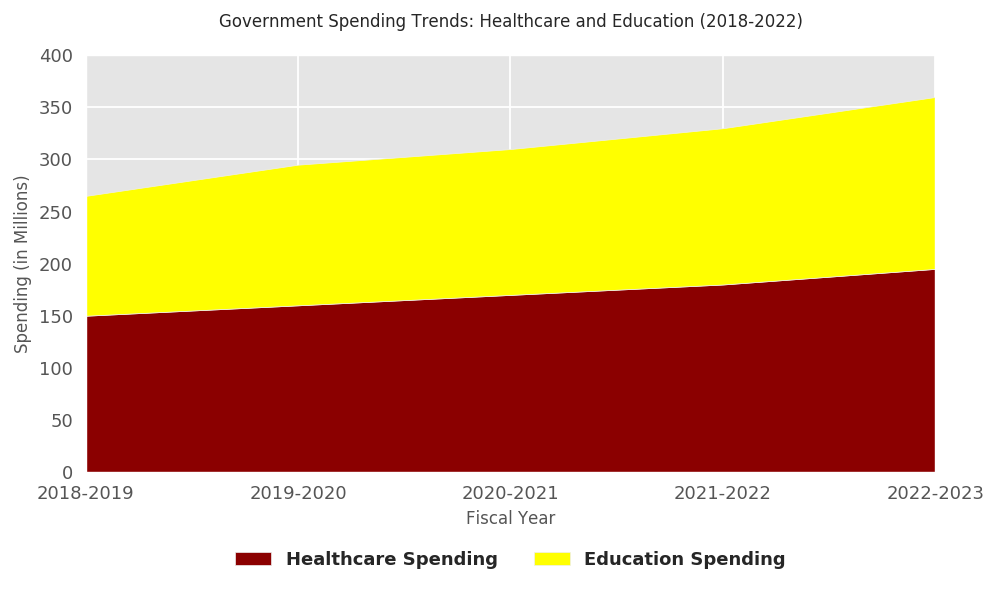 Government Spending Trends: Healthcare and Education (2018-2022)
400
350
300
250
200
150
100
50
0
Spending (in Millions)
2018-2019 2019-2020 2020-2021 2021-2022 2022-2023
Fiscal Year
Healthcare Spending Education Spending